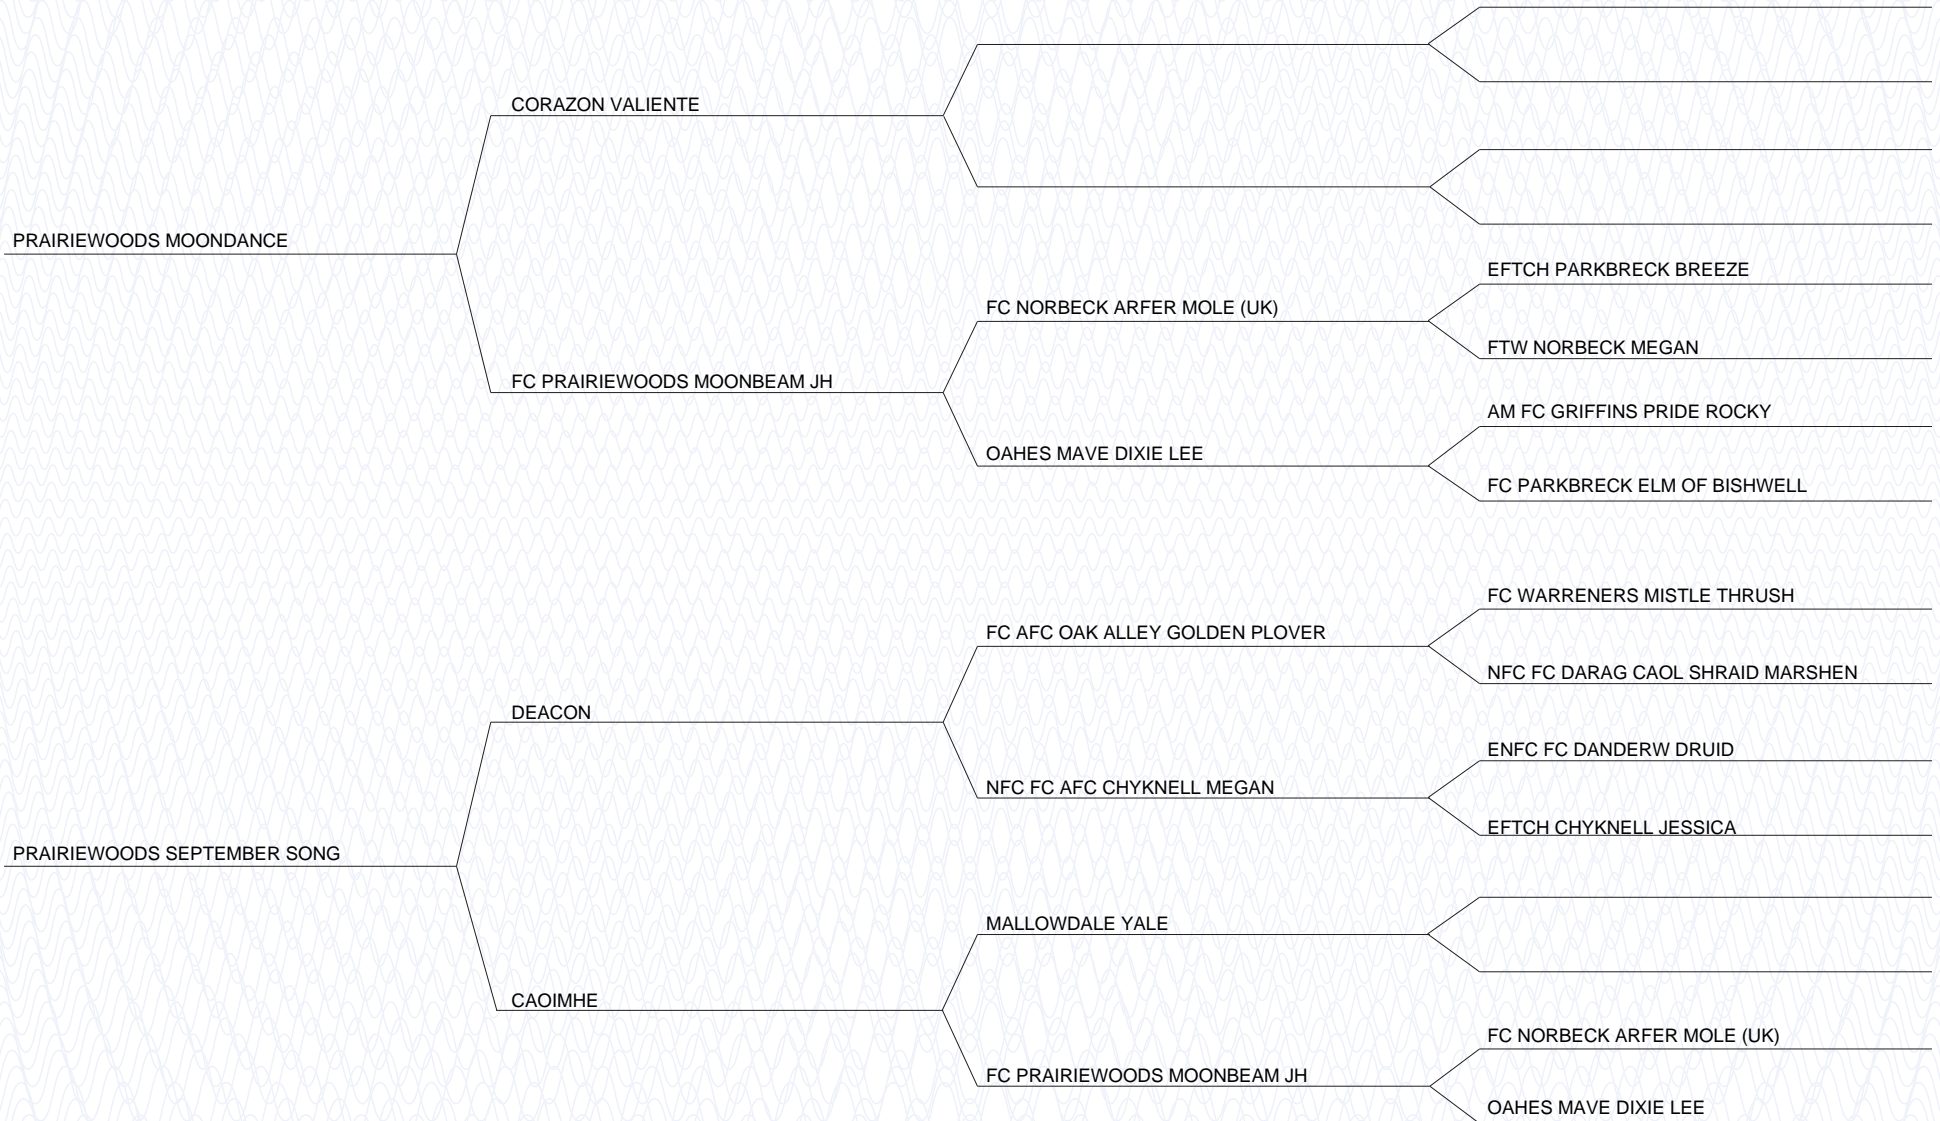 CORAZON VALIENTE
PRAIRIEWOODS MOONDANCE
EFTCH PARKBRECK BREEZE
FC NORBECK ARFER MOLE (UK)
FTW NORBECK MEGAN
FC PRAIRIEWOODS MOONBEAM JH
AM FC GRIFFINS PRIDE ROCKY
OAHES MAVE DIXIE LEE
FC PARKBRECK ELM OF BISHWELL
FC WARRENERS MISTLE THRUSH
FC AFC OAK ALLEY GOLDEN PLOVER
NFC FC DARAG CAOL SHRAID MARSHEN
DEACON
ENFC FC DANDERW DRUID
NFC FC AFC CHYKNELL MEGAN
EFTCH CHYKNELL JESSICA
PRAIRIEWOODS SEPTEMBER SONG
MALLOWDALE YALE
CAOIMHE
FC NORBECK ARFER MOLE (UK)
FC PRAIRIEWOODS MOONBEAM JH
OAHES MAVE DIXIE LEE